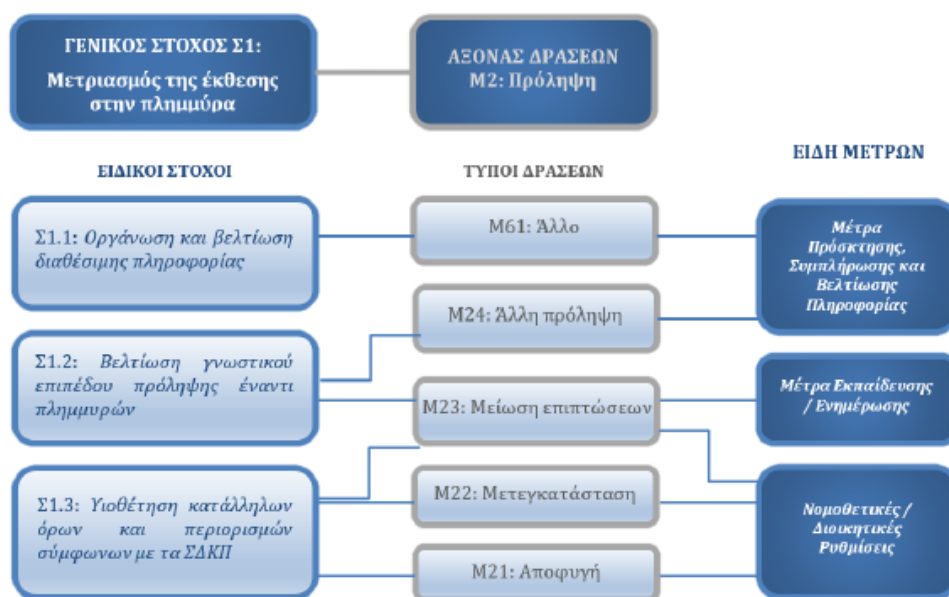 ΓΕΝΙΚΟΣ ΣΤΟΧΟΣ Σ1:
Μετριασμός της έκθεσης
στην πλημμύρα
ΑΞΟΝΑΣ ΔΡΑΣΕΩΝ
Μ2: Πρόληψη
ΕΙΔΙΚΟΙ ΣΤΟΧΟΙ
Σ1.1: Οργάνωση και βελτίωση
διαθέσιμης πληροφορίας
Σ1.2: Βελτίωση γνωστικού
επιπέδου πρόληψης έναντι
πλημμυρών
Σ1.3: Υιοθέτηση κατάλληλων
όρων και περιορισμών
σύμφωνων με τα ΣΔΚΠ
ΤΥΠΟΙ ΔΡΑΣΕΩΝ
Μ61: Άλλο
Μ24: Άλλη πρόληψη
Μ23: Μείωση επιπτώσεων
Μ22: Μετεγκατάσταση
Μ21: Αποφυγή
ΕΙΔΗ ΜΕΤΡΩΝ
Μέτρα
Πρόσκτησης,
Συμπλήρωσης και
Βελτίωσης
Πληροφορίας
Μέτρα Εκπαίδευσης
/ Ενημέρωσης
Νομοθετικές /
Διοικητικές
Ρυθμίσεις